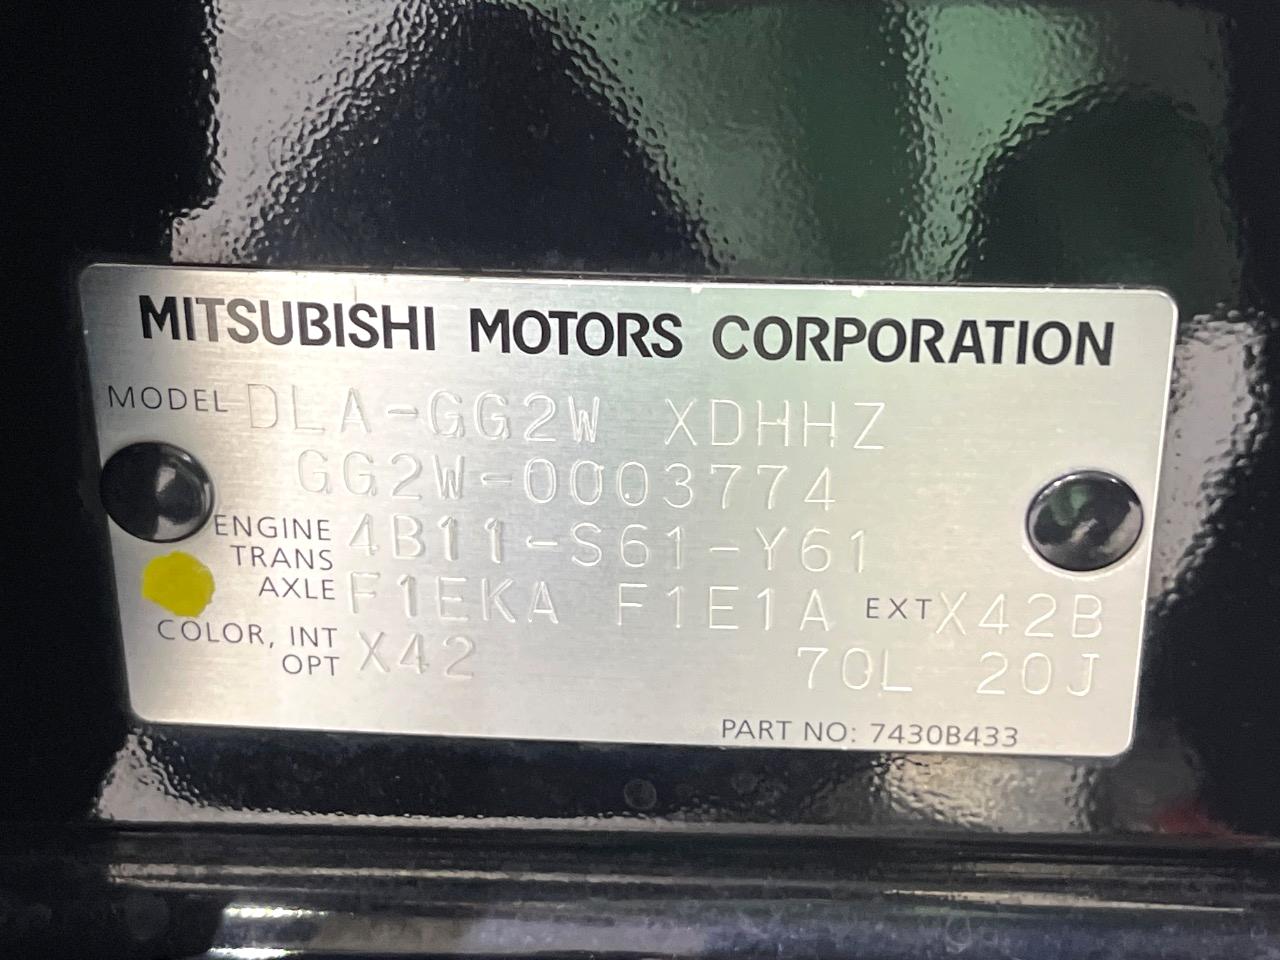 MITSUBISHI MOTORS CORPORATION
MODEL DLA-GG2W XDHHZ
GG2W-0003774
ENGINE 4B11-S61-Y61
TRANS
AXLE F1EKA F1E1A EXT X42B
COLOR, INT
OPT X42 70L 20J
PART NO: 7430B433